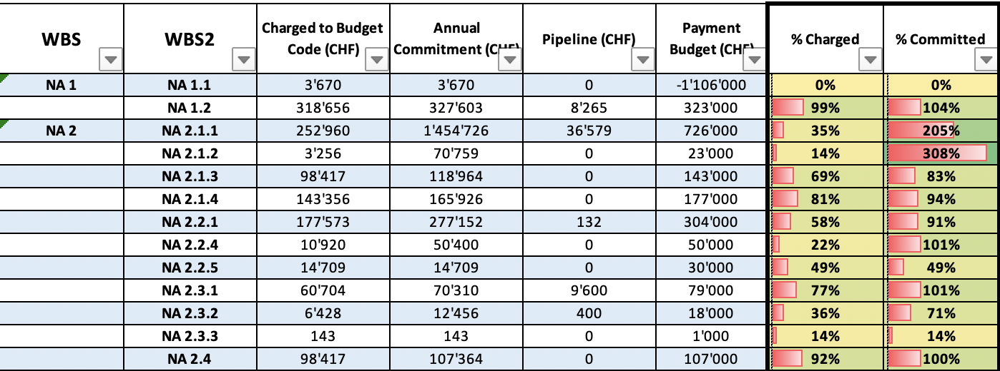 WBS WBS2 Charged to Budget Code (CHF) Annual Commitment (CHF) Pipeline (CHF) Payment Budget (CHF) % Charged % Committed
NA 1 NA 1.1 3'670 3'670 0 -1'106'000 0% 0%
NA 1.2 318'656 327'603 8'265 323'000 99% 104%
NA 2 NA 2.1.1 252'960 1'454'726 36'579 726'000 35% 205%
NA 2.1.2 3'256 70'759 0 23'000 14% 308%
NA 2.1.3 98'417 118'964 0 143'000 69% 83%
NA 2.1.4 143'356 165'926 0 177'000 81% 94%
NA 2.2.1 177'573 277'152 132 304'000 58% 91%
NA 2.2.4 10'920 50'400 0 50'000 22% 101%
NA 2.2.5 14'709 14'709 0 30'000 49% 49%
NA 2.3.1 60'704 70'310 9'600 79'000 77% 101%
NA 2.3.2 6'428 12'456 400 18'000 36% 71%
NA 2.3.3 143 143 0 1'000 14% 14%
NA 2.4 98'417 107'364 0 107'000 92% 100%